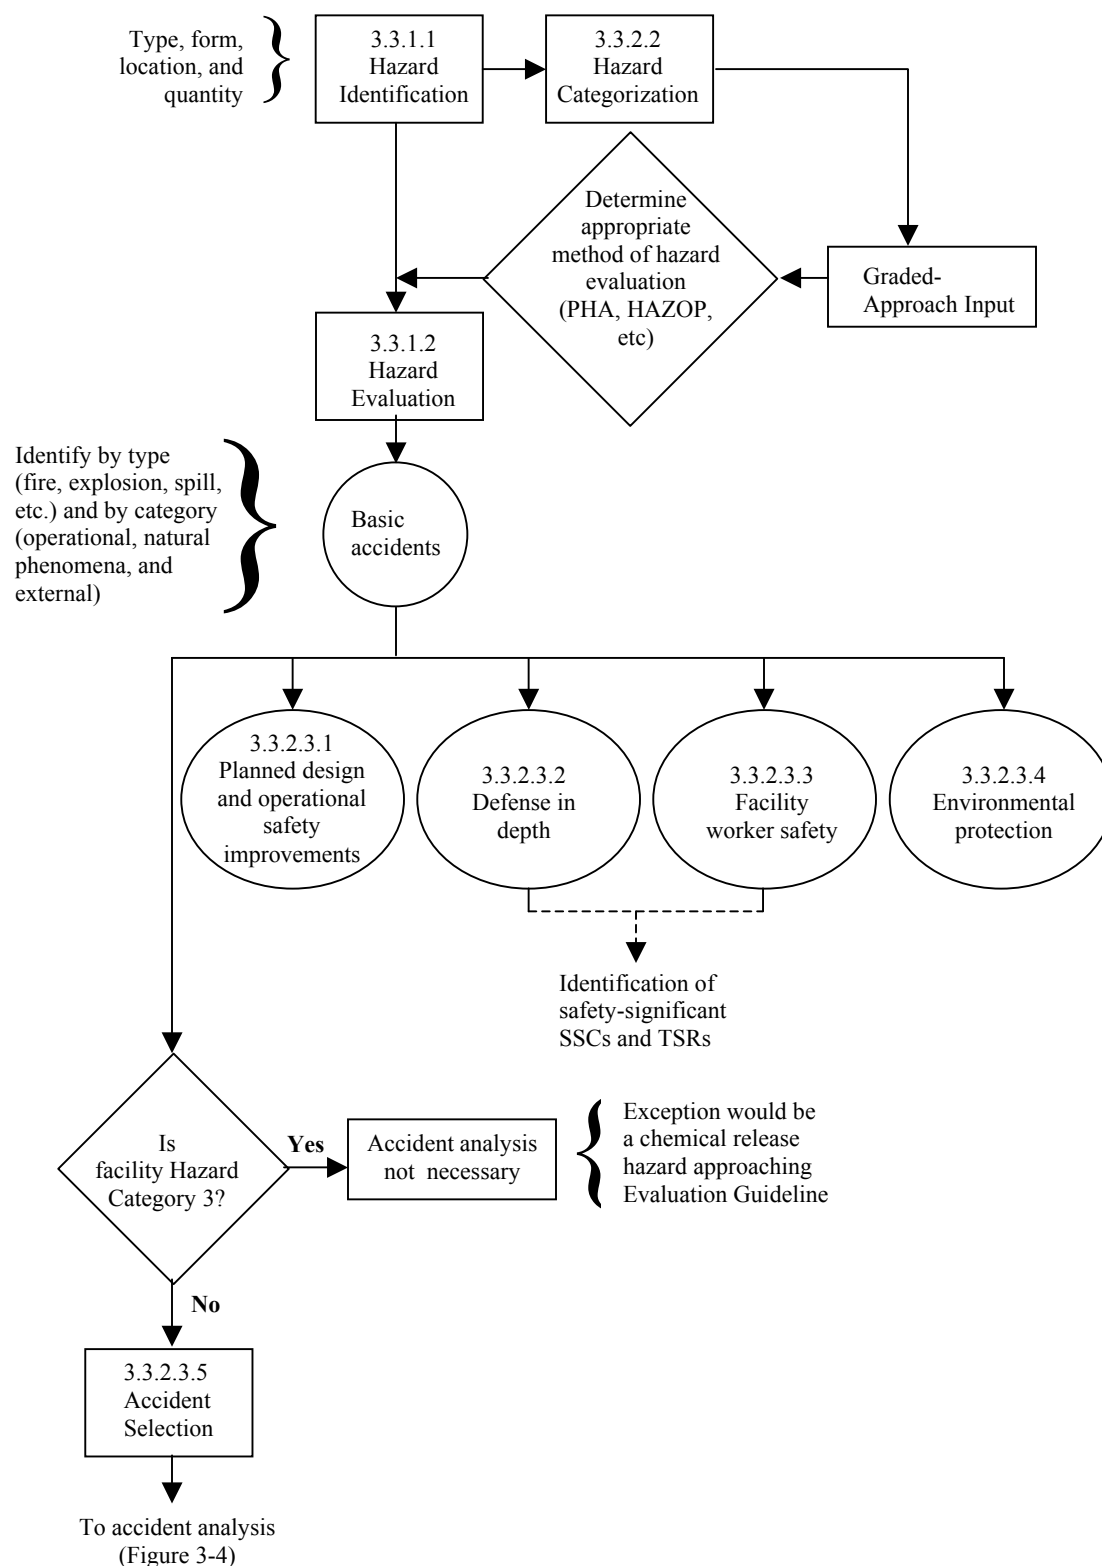 Type, form,
location, and
quantity
3.3.1.1
Hazard
Identification
3.3.2.2
Hazard
Categorization
Determine
appropriate
method of hazard
evaluation
(PHA, HAZOP,
etc)
Graded-
Approach Input
3.3.1.2
Hazard
Evaluation
Identify by type
(fire, explosion, spill,
etc.) and by category
(operational, natural
phenomena, and
external)
Basic
accidents
3.3.2.3.1
Planned design
and operational
safety
improvements
3.3.2.3.2
Defense in
depth
3.3.2.3.3
Facility
worker safety
3.3.2.3.4
Environmental
protection
Identification of
safety-significant
SSCs and TSRs
Is
facility Hazard
Category 3?
Yes
Accident analysis
not necessary
Exception would be
a chemical release
hazard approaching
Evaluation Guideline
No
3.3.2.3.5
Accident
Selection
To accident analysis
(Figure 3-4)